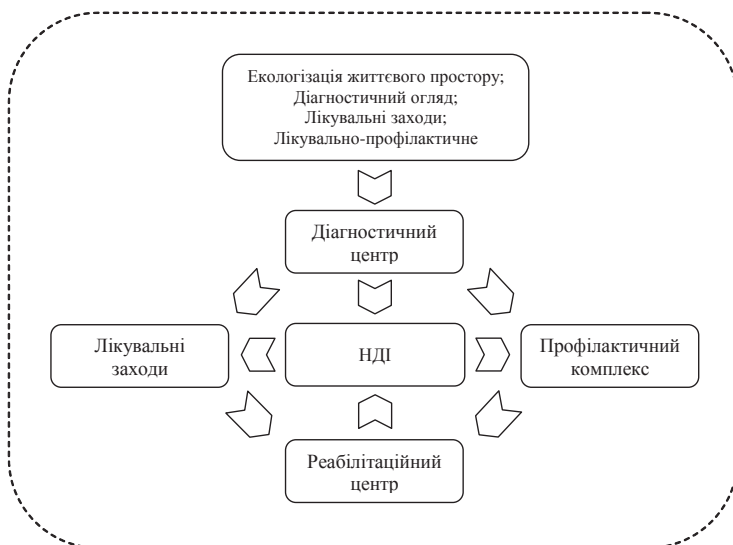 Екологізація життєвого простору;
Діагностичний огляд;
Лікувальні заходи;
Лікувально-профілактичне
Діагностичний
центр
Лікувальні
заходи
НДІ
Профілактичний
комплекс
Реабілітаційний
центр